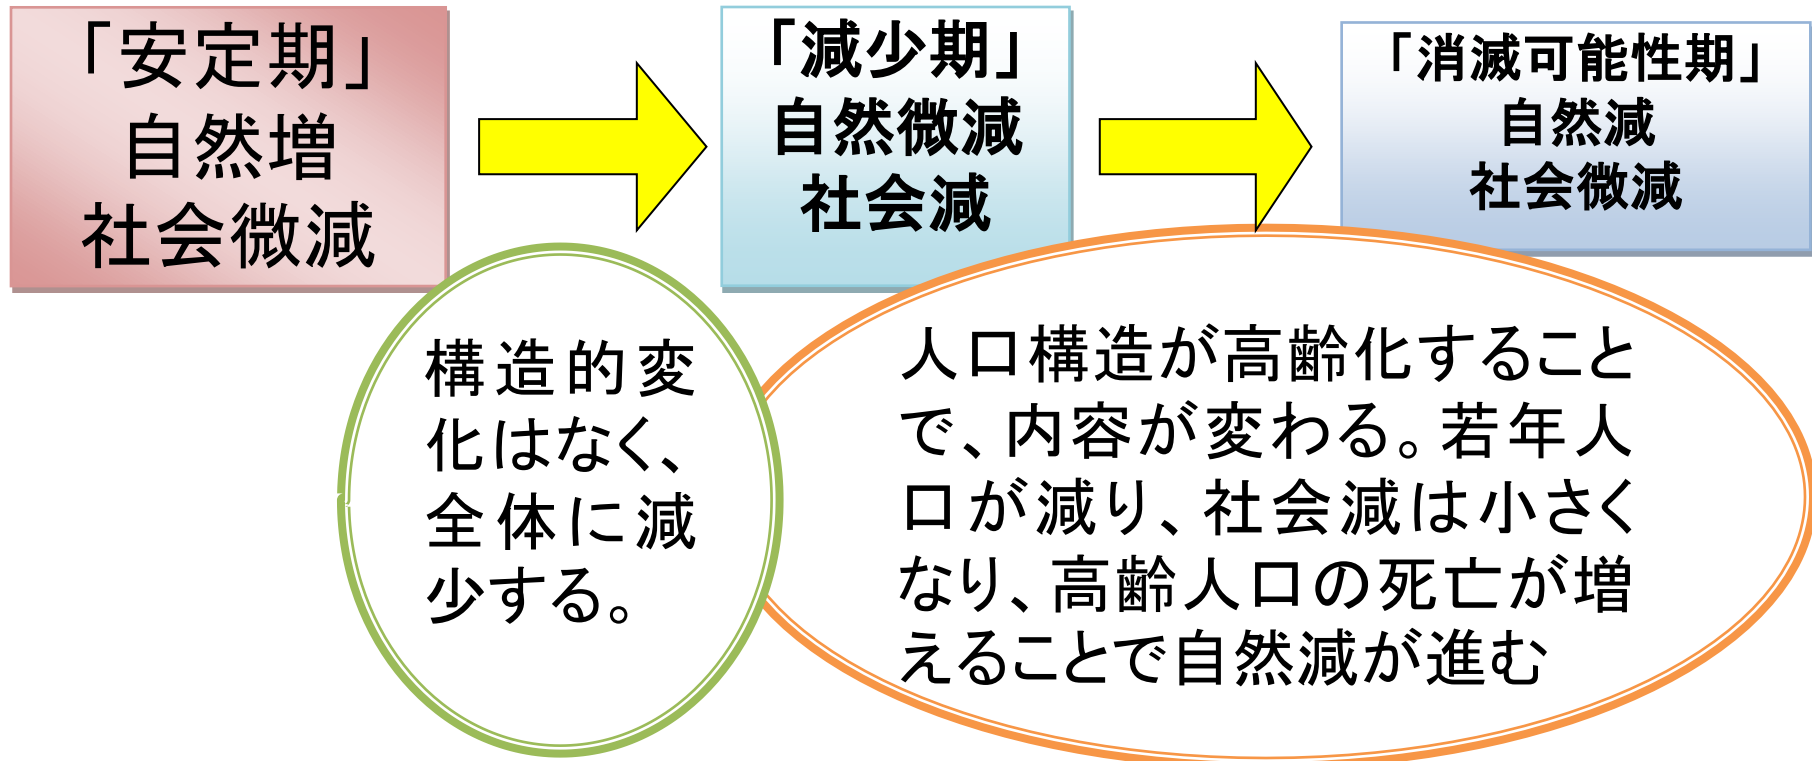 「安定期」
自然増
社会微減
「減少期」
自然微減
社会減
「消滅可能性期」
自然減
社会微減
構造的変
化はなく、
全体に減
少する。
人口構造が高齢化すること
で、内容が変わる。若年人
口が減り、社会減は小さく
なり、高齢人口の死亡が増
えることで自然減が進む